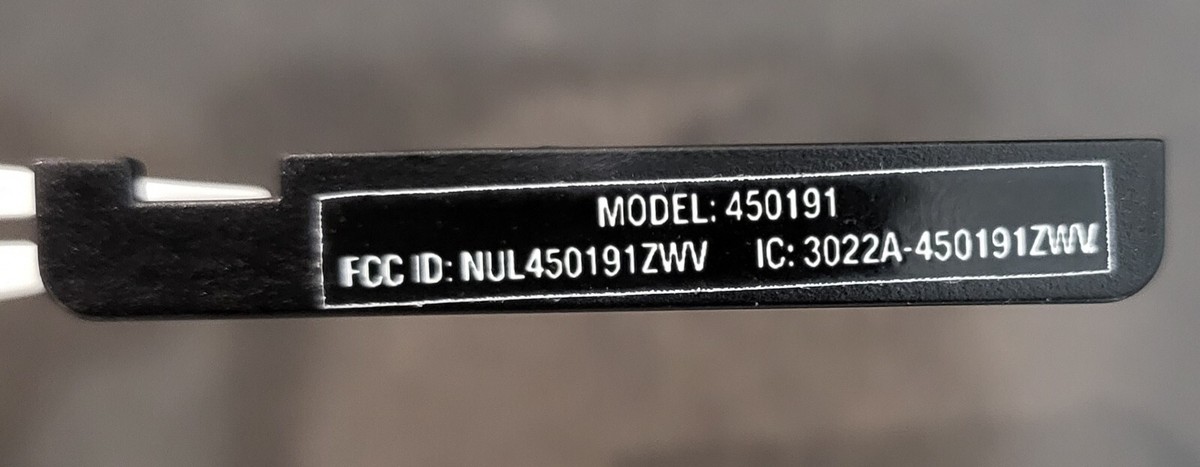 MODEL: 450191
FCC ID: NUL450191ZWV IC: 3022A-450191ZWV